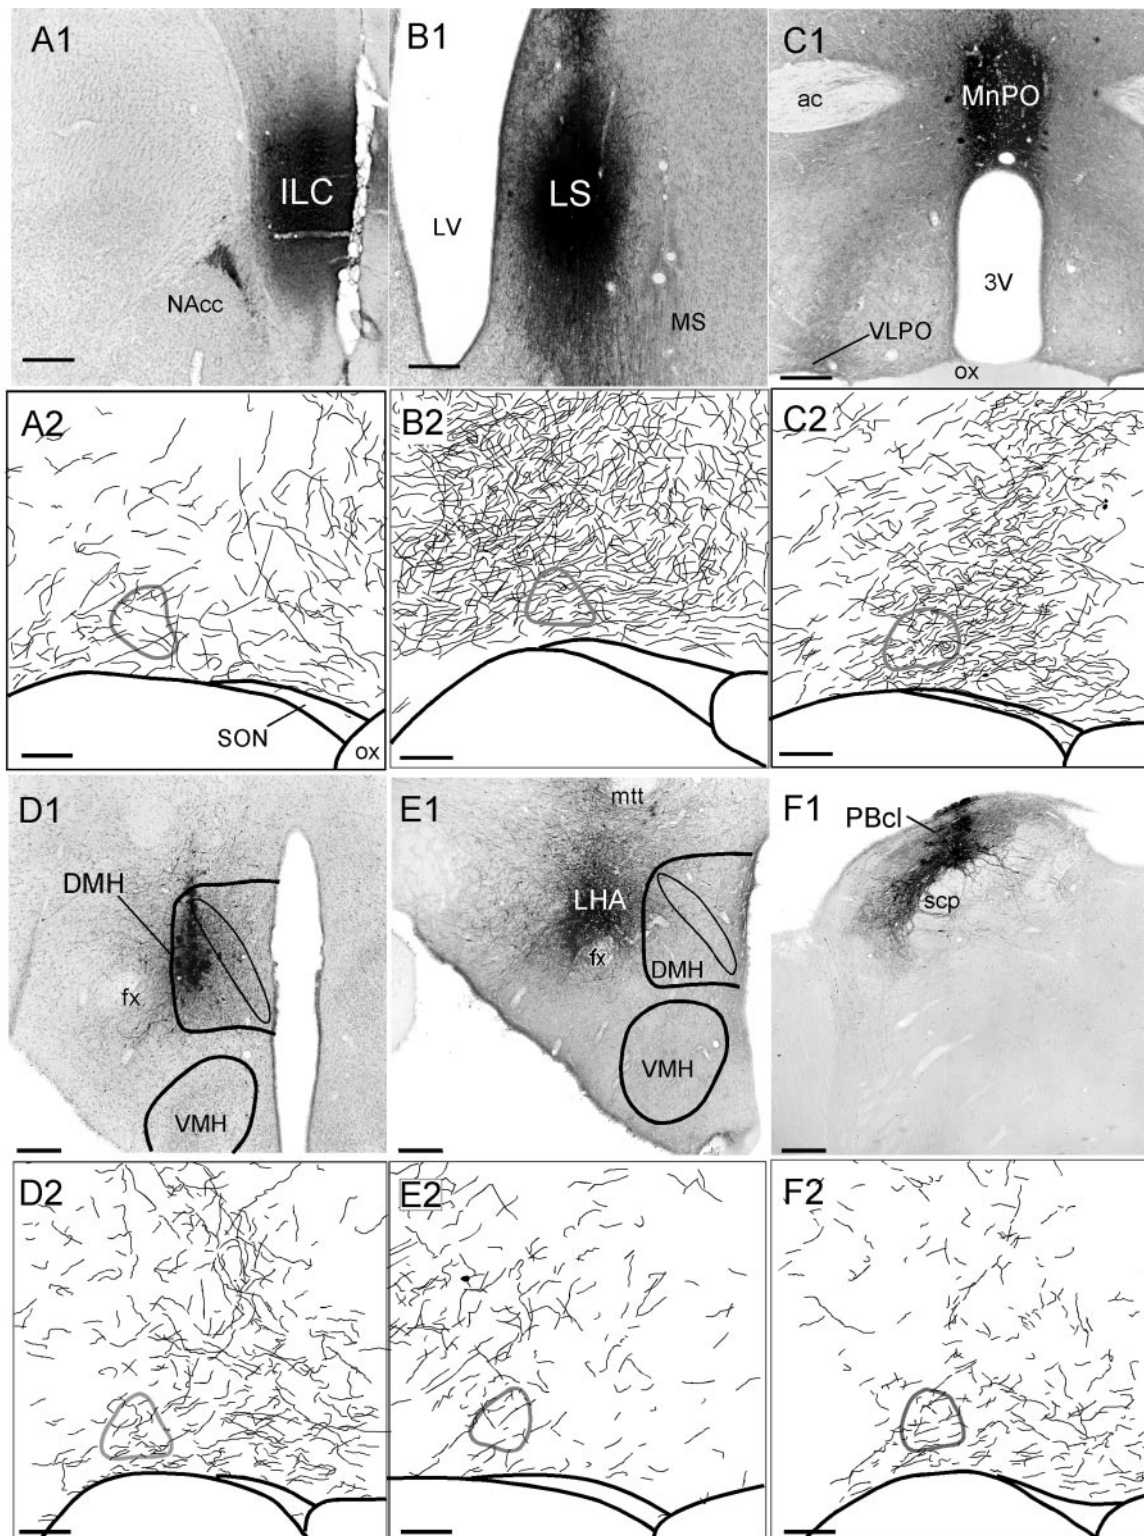 A1
B1
C1
ac
MnPO
ILC
LS
LV
NAcc
3V
MS
VLPO
ox
A2
B2
C2
SON
ox
D1
E1
mtt
F1
PBcl
DMH
LHA
scp
fx
fx
DMH
VMH
VMH
D2
E2
F2